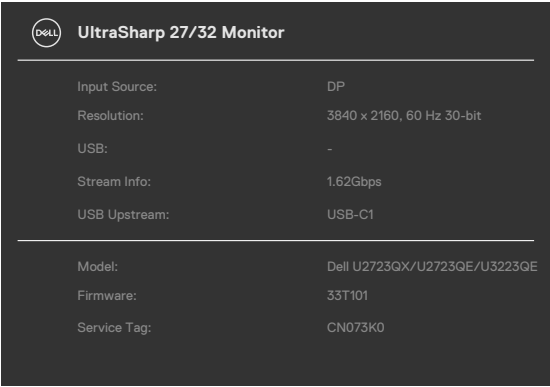 DELL UltraSharp 27/32 Monitor
Input Source: DP
Resolution: 3840 x 2160, 60 Hz 30-bit
USB: -
Stream Info: 1.62Gbps
USB Upstream: USB-C1
Model: Dell U2723QX/U2723QE/U3223QE
Firmware: 33T101
Service Tag: CN073K0